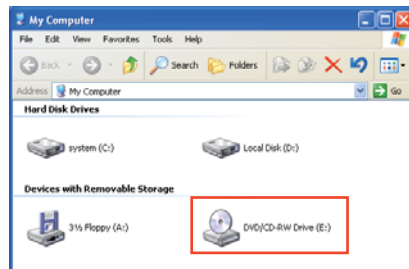 My Computer
File Edit View Favorites Tools Help
Back Search Folders
Address My Computer Go
Hard Disk Drives
system (C:) Local Disk (D:)
Devices with Removable Storage
3½ Floppy (A:) DVD/CD-RW Drive (E:)